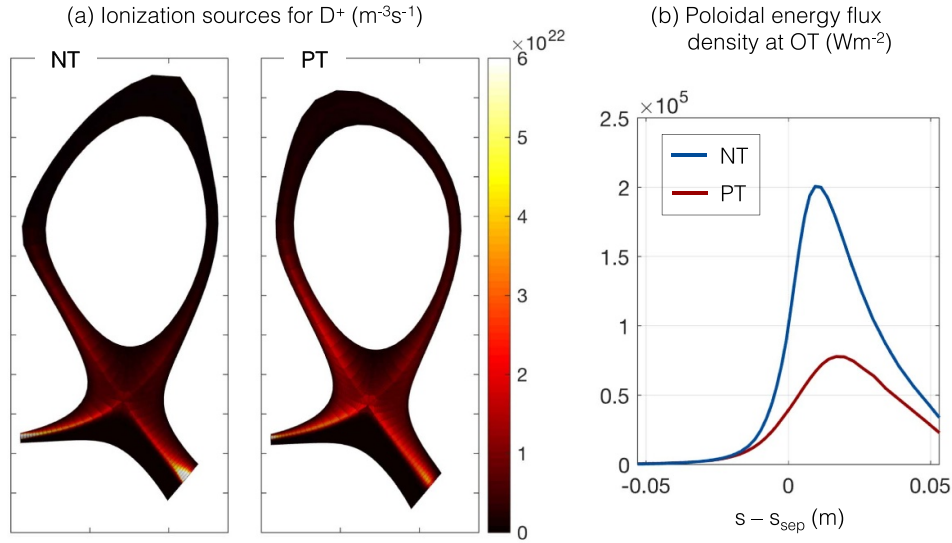 (a) Ionization sources for D⁺ (m⁻³s⁻¹)
NT
PT
×10²²
6
5
4
3
2
1
0
(b) Poloidal energy flux
density at OT (Wm⁻²)
× 10⁵
2.5
2
1.5
1
0.5
0
NT
PT
-0.05
0
0.05
s – sₛₑₚ (m)